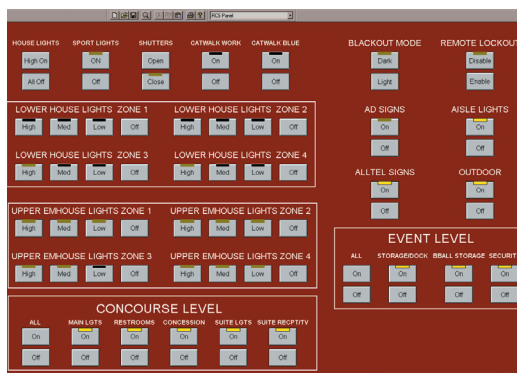 RCS Panel
HOUSE LIGHTS SPORT LIGHTS SHUTTERS CATWALK WORK CATWALK BLUE BLACKOUT MODE REMOTE LOCKOUT
High On ON Open On On Dark Disable
All Off Off Close Off Off Light Enable
LOWER HOUSE LIGHTS ZONE 1 LOWER HOUSE LIGHTS ZONE 2 AD SIGNS AISLE LIGHTS
High Med Low Off High Med Low Off On On
Off Off
LOWER HOUSE LIGHTS ZONE 3 LOWER HOUSE LIGHTS ZONE 4
High Med Low Off High Med Low Off
ALLTEL SIGNS OUTDOOR
On On
Off Off
UPPER EMHOUSE LIGHTS ZONE 1 UPPER EMHOUSE LIGHTS ZONE 2
High Med Low Off High Med Low Off
UPPER EMHOUSE LIGHTS ZONE 3 UPPER EMHOUSE LIGHTS ZONE 4
High Med Low Off High Med Low Off
EVENT LEVEL
ALL STORAGE/DOCK BBALL STORAGE SECURIT
On On On On
Off Off Off Off
CONCOURSE LEVEL
ALL MAIN LGTS RESTROOMS CONCESSION SUITE LGTS SUITE RECPT/TV
On On On On On On
Off Off Off Off Off Off